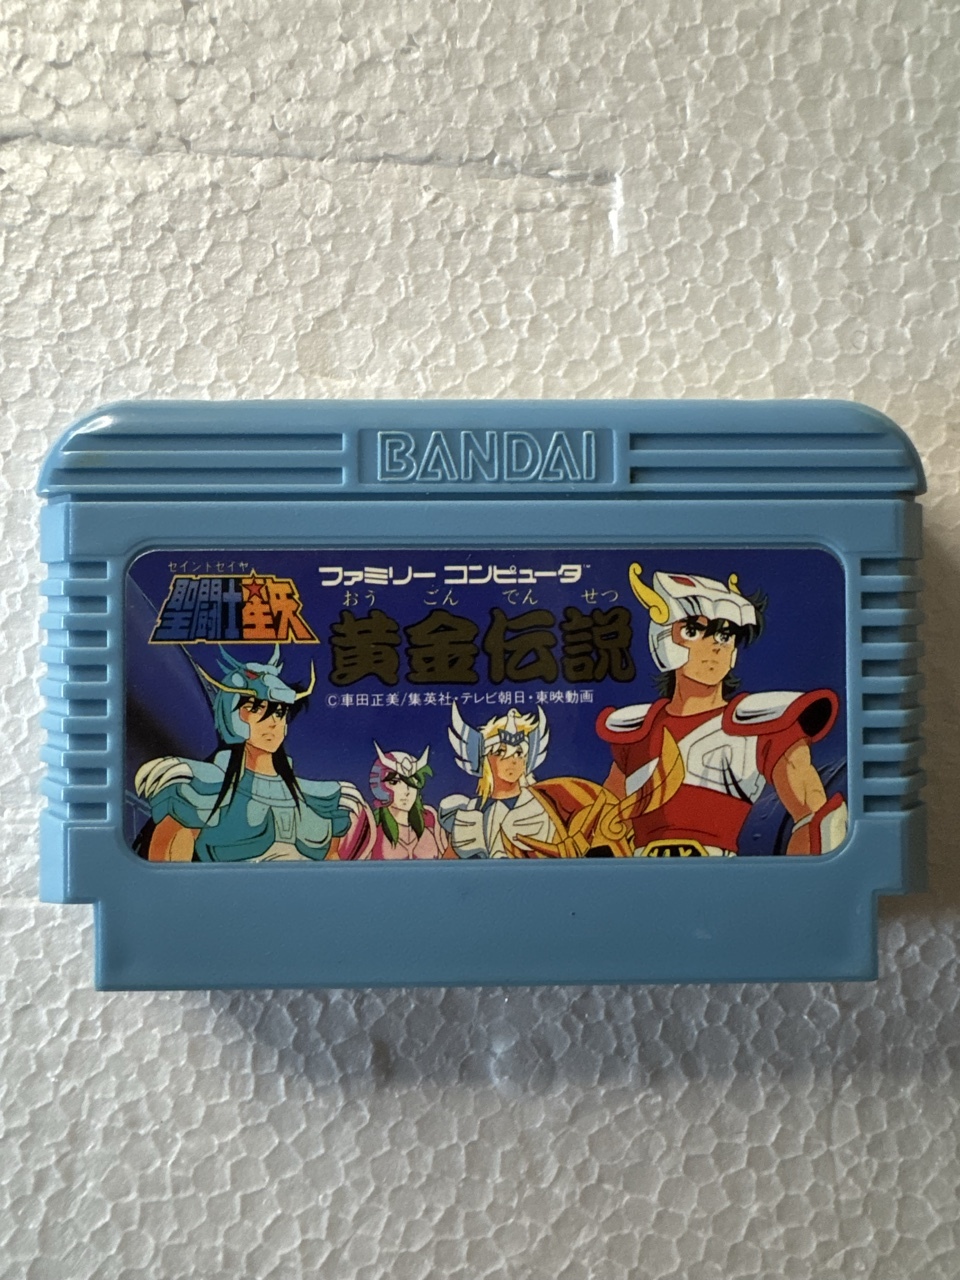 BANDAI
セイントセイヤ
聖闘士星矢
ファミリー コンピュータ™
おう ごん でん せつ
黄金伝説
©車田正美/集英社・テレビ朝日・東映動画